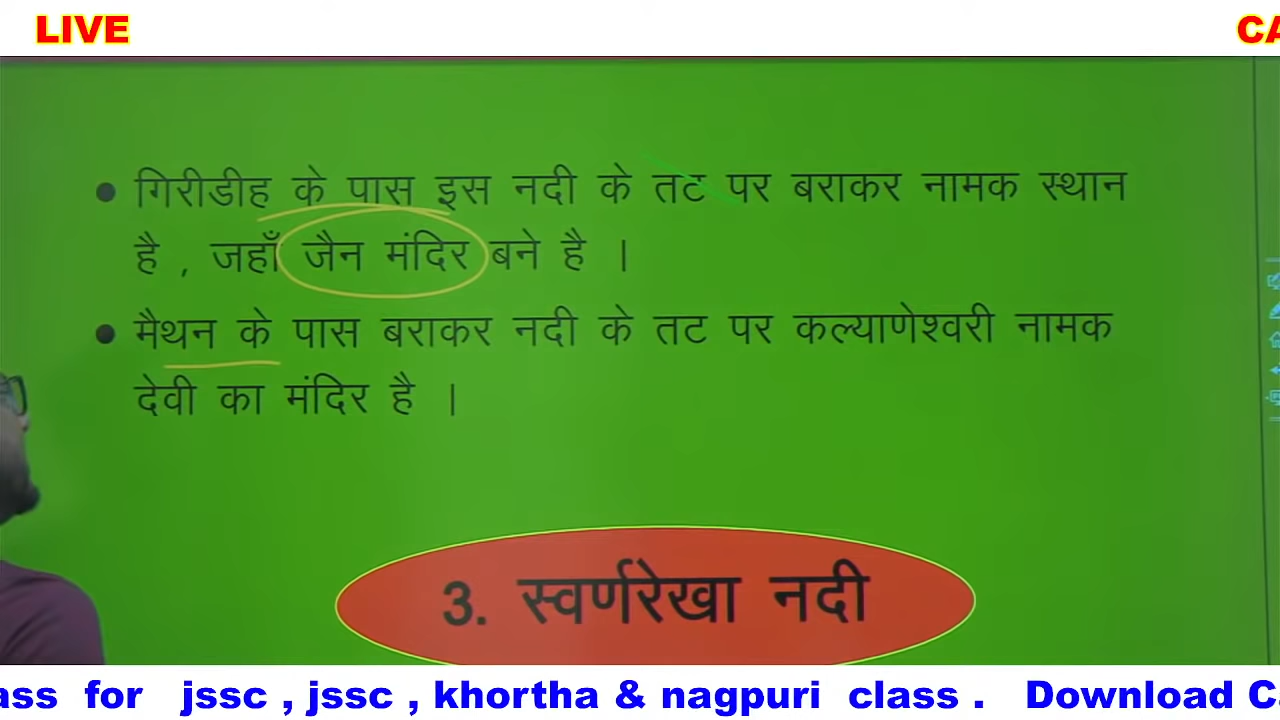 LIVE
CA
• गिरीडीह के पास इस नदी के तट पर बराकर नामक स्थान
है , जहाँ जैन मंदिर बने है ।
• मैथन के पास बराकर नदी के तट पर कल्याणेश्वरी नामक
देवी का मंदिर है ।
3. स्वर्णरेखा नदी
ass for jssc , jssc , khortha & nagpuri class . Download C